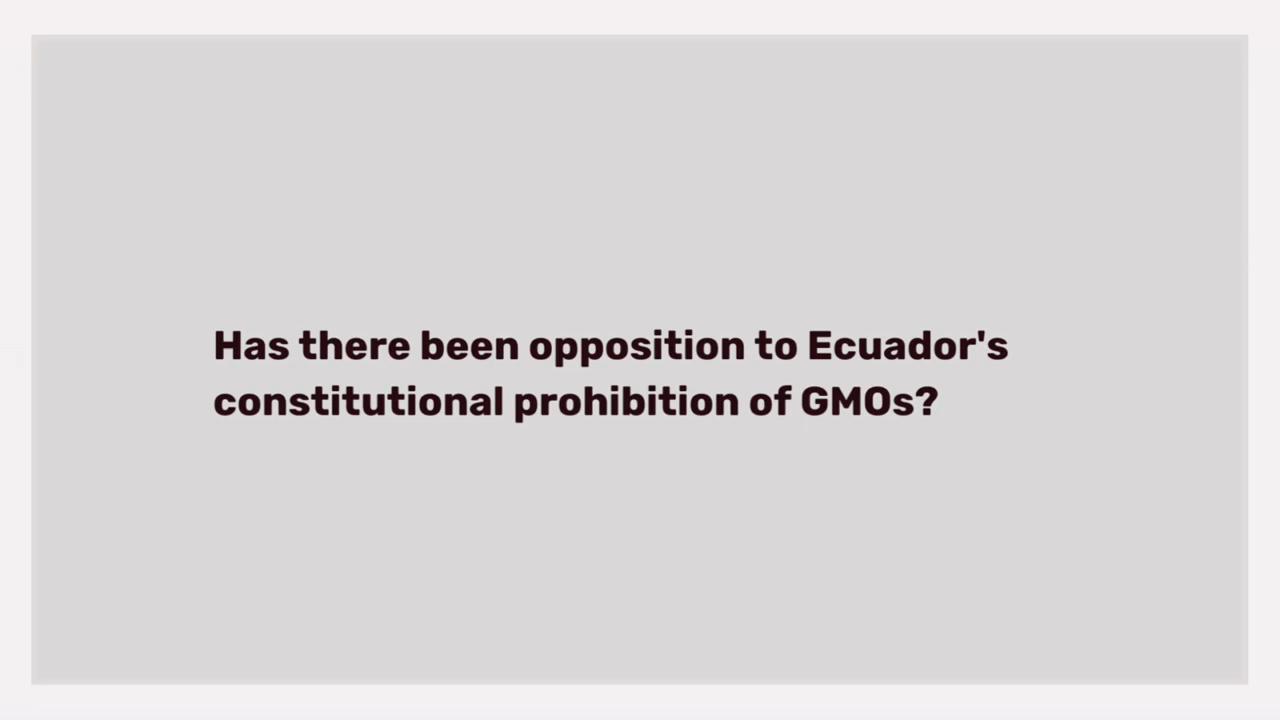 Has there been opposition to Ecuador's
constitutional prohibition of GMOs?